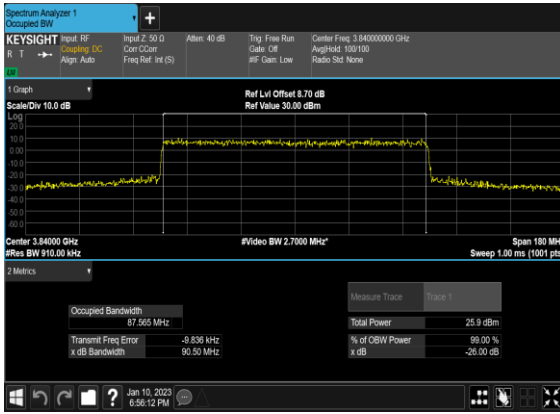 Spectrum Analyzer 1
Occupied BW
KEYSIGHT
R T
LW
Input: RF
Coupling: DC
Align: Auto
Input Z: 50 Ω
Corr CCorr
Freq Ref: Int (S)
Atten: 40 dB
Trig: Free Run
Gate: Off
#IF Gain: Low
Center Freq: 3.840000000 GHz
Avg|Hold: 100/100
Radio Std: None
1 Graph
Scale/Div 10.0 dB
Ref Lvl Offset 8.70 dB
Ref Value 30.00 dBm
Log
20.0
10.0
0.00
-10.0
-20.0
-30.0
-40.0
-50.0
-60.0
Center 3.84000 GHz
#Res BW 910.00 kHz
#Video BW 2.7000 MHz*
Span 180 MH
Sweep 1.00 ms (1001 pts
2 Metrics
Measure Trace
Trace 1
Occupied Bandwidth
87.565 MHz
Total Power
25.9 dBm
Transmit Freq Error
-9.836 kHz
% of OBW Power
99.00 %
x dB Bandwidth
90.50 MHz
x dB
-26.00 dB
?
Jan 10, 2023
6:56:12 PM